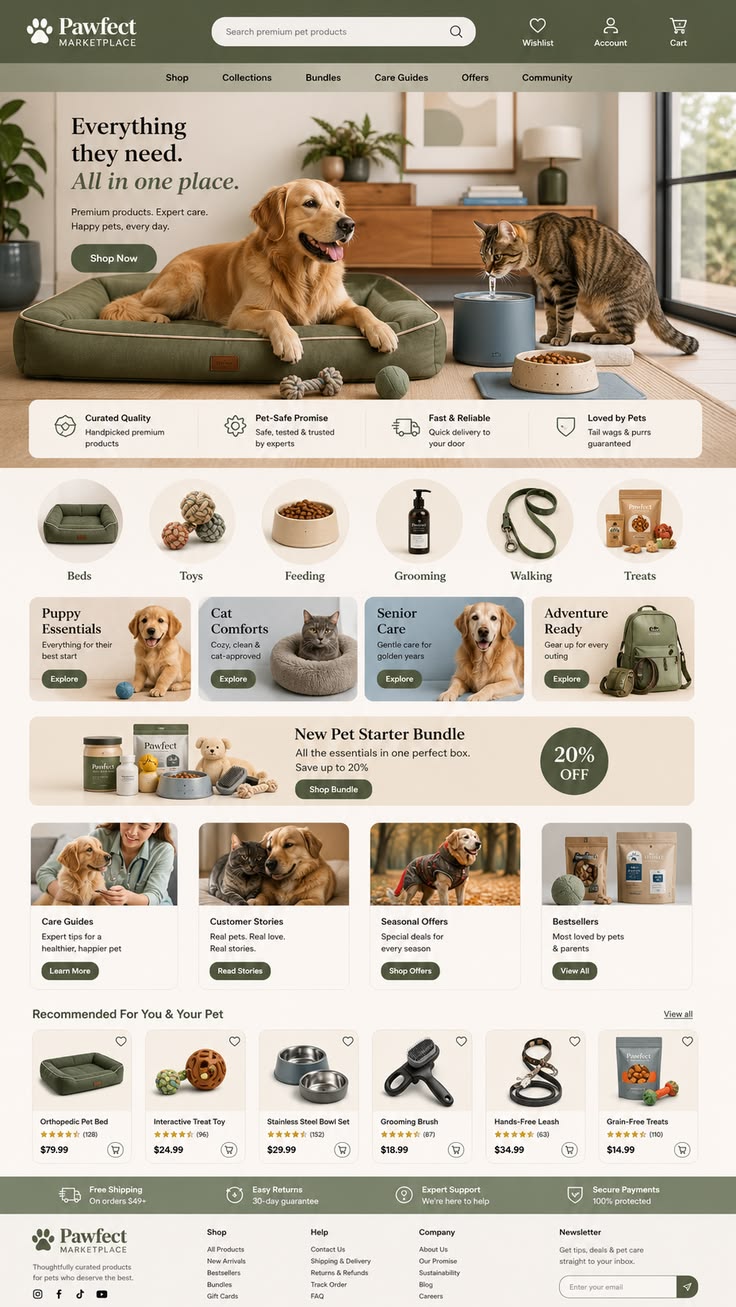 Pawfect
MARKETPLACE
Search premium pet products
Wishlist
Account
Cart
Shop
Collections
Bundles
Care Guides
Offers
Community
Everything
they need.
All in one place.
Premium products. Expert care.
Happy pets, every day.
Shop Now
Curated Quality
Handpicked premium
products
Pet-Safe Promise
Safe, tested & trusted
by experts
Fast & Reliable
Quick delivery to
your door
Loved by Pets
Tail wags & purrs
guaranteed
Pawfect
Beds
Toys
Feeding
Grooming
Walking
Treats
Puppy
Essentials
Everything for their
best start
Explore
Cat
Comforts
Cozy, clean &
cat-approved
Explore
Senior
Care
Gentle care for
golden years
Explore
Adventure
Ready
Gear up for every
outing
Explore
Pawfect
Pawfect
New Pet Starter Bundle
All the essentials in one perfect box.
Save up to 20%
Shop Bundle
20%
OFF
Care Guides
Expert tips for a
healthier, happier pet
Learn More
Customer Stories
Real pets. Real love.
Real stories.
Read Stories
Seasonal Offers
Special deals for
every season
Shop Offers
Bestsellers
Most loved by pets
& parents
View All
Recommended For You & Your Pet
View all
Pawfect
Orthopedic Pet Bed
(128)
$79.99
Interactive Treat Toy
(96)
$24.99
Stainless Steel Bowl Set
(152)
$29.99
Grooming Brush
(87)
$18.99
Hands-Free Leash
(63)
$34.99
Grain-Free Treats
(110)
$14.99
Free Shipping
On orders $49+
Easy Returns
30-day guarantee
Expert Support
We're here to help
Secure Payments
100% protected
Pawfect
MARKETPLACE
Thoughtfully curated products
for pets who deserve the best.
Shop
All Products
New Arrivals
Bestsellers
Bundles
Gift Cards
Help
Contact Us
Shipping & Delivery
Returns & Refunds
Track Order
FAQ
Company
About Us
Our Promise
Sustainability
Blog
Careers
Newsletter
Get tips, deals & pet care
straight to your inbox.
Enter your email